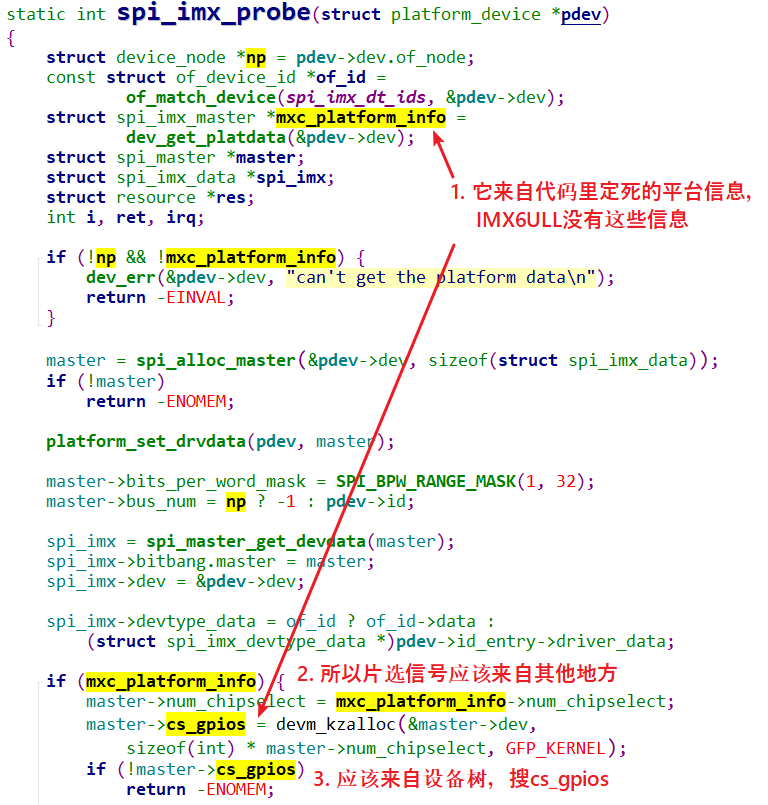 static int spi_imx_probe(struct platform_device *pdev)
{
struct device_node *np = pdev->dev.of_node;
const struct of_device_id *of_id =
of_match_device(spi_imx_dt_ids, &pdev->dev);
struct spi_imx_master *mxc_platform_info =
dev_get_platdata(&pdev->dev);
struct spi_master *master;
struct spi_imx_data *spi_imx;
struct resource *res;
int i, ret, irq;
1. 它来自代码里定死的平台信息,
IMX6ULL没有这些信息
if (!np && !mxc_platform_info) {
dev_err(&pdev->dev, "can't get the platform data\n");
return -EINVAL;
}
master = spi_alloc_master(&pdev->dev, sizeof(struct spi_imx_data));
if (!master)
return -ENOMEM;
platform_set_drvdata(pdev, master);
master->bits_per_word_mask = SPI_BPW_RANGE_MASK(1, 32);
master->bus_num = np ? -1 : pdev->id;
spi_imx = spi_master_get_devdata(master);
spi_imx->bitbang.master = master;
spi_imx->dev = &pdev->dev;
spi_imx->devtype_data = of_id ? of_id->data :
(struct spi_imx_devtype_data *)pdev->id_entry->driver_data;
if (mxc_platform_info) { 2. 所以片选信号应该来自其他地方
master->num_chipselect = mxc_platform_info->num_chipselect;
master->cs_gpios = devm_kzalloc(&master->dev,
sizeof(int) * master->num_chipselect, GFP_KERNEL);
if (!master->cs_gpios) 3. 应该来自设备树，搜cs_gpios
return -ENOMEM;